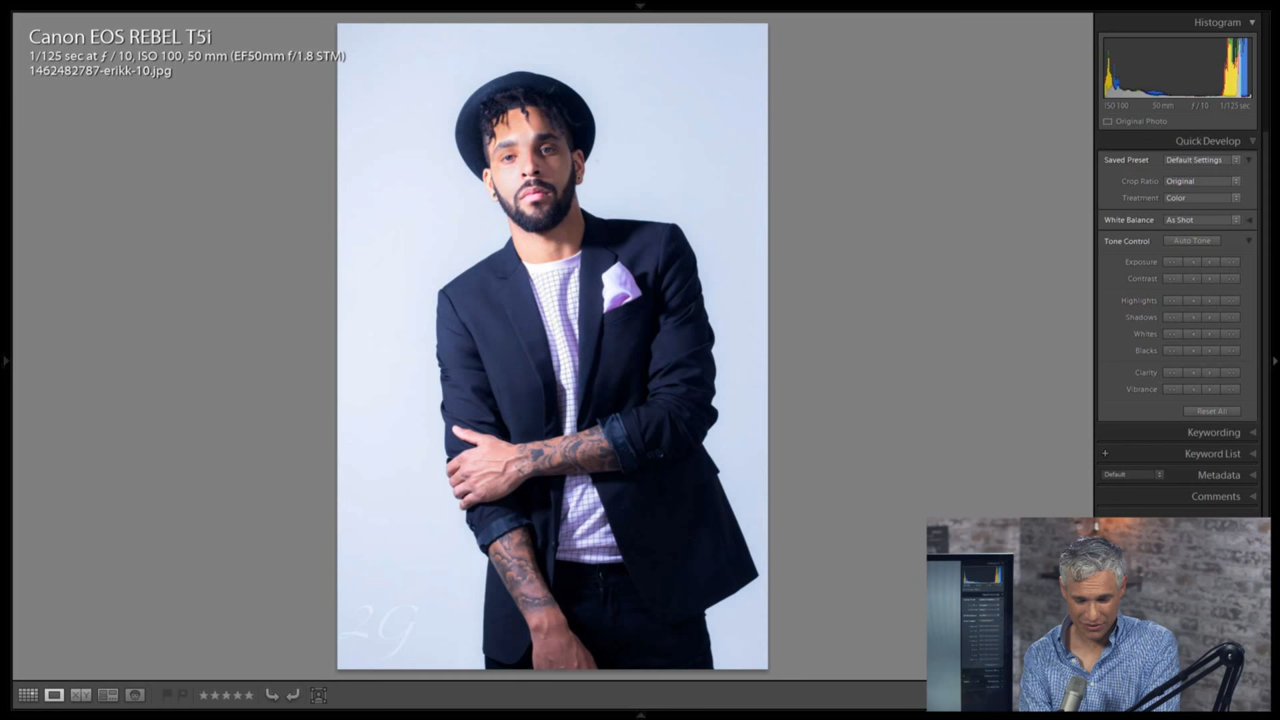 Canon EOS REBEL T5i
1/125 sec at ƒ / 10, ISO 100, 50 mm (EF50mm f/1.8 STM)
1462482787-erikk-10.jpg
Histogram
ISO 100 50 mm ƒ / 10 1/125 sec
Original Photo
Quick Develop
Saved Preset Default Settings
Crop Ratio Original
Treatment Color
White Balance As Shot
Tone Control Auto Tone
Exposure
Contrast
Highlights
Shadows
Whites
Blacks
Clarity
Vibrance
Reset All
Keywording
+ Keyword List
Default Metadata
Comments
2G
XY